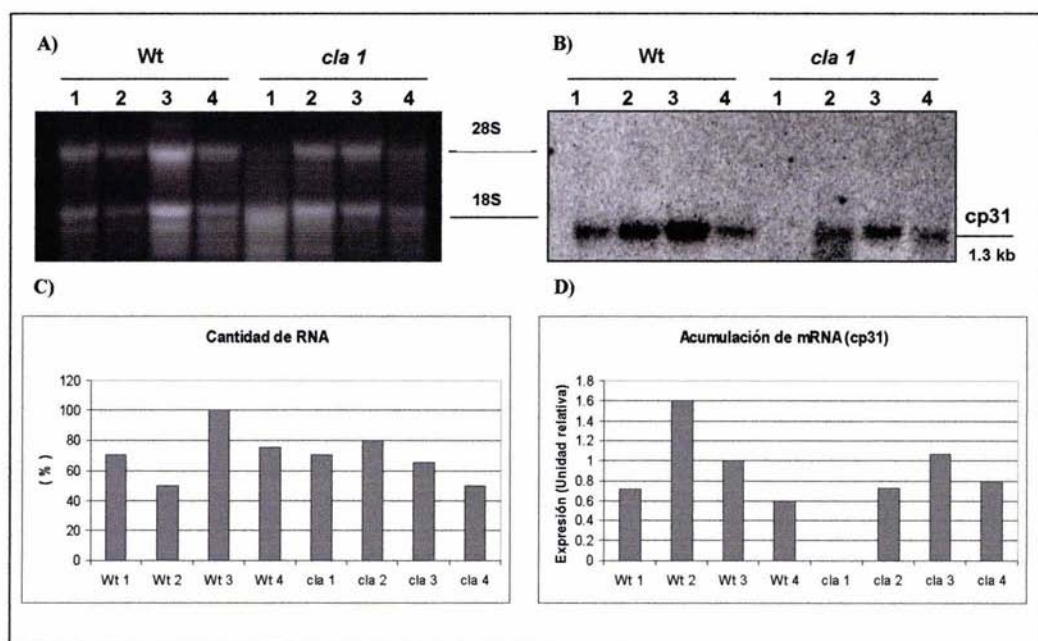 A)
Wt cla 1
1 2 3 4 1 2 3 4
28S
18S
B)
Wt cla 1
1 2 3 4 1 2 3 4
cp31
1.3 kb
C)
Cantidad de RNA
( % )
120
100
80
60
40
20
0
Wt 1 Wt 2 Wt 3 Wt 4 cla 1 cla 2 cla 3 cla 4
D)
Acumulación de mRNA (cp31)
Expresión (Unidad relativa)
1.8
1.6
1.4
1.2
1
0.8
0.6
0.4
0.2
0
Wt 1 Wt 2 Wt 3 Wt 4 cla 1 cla 2 cla 3 cla 4